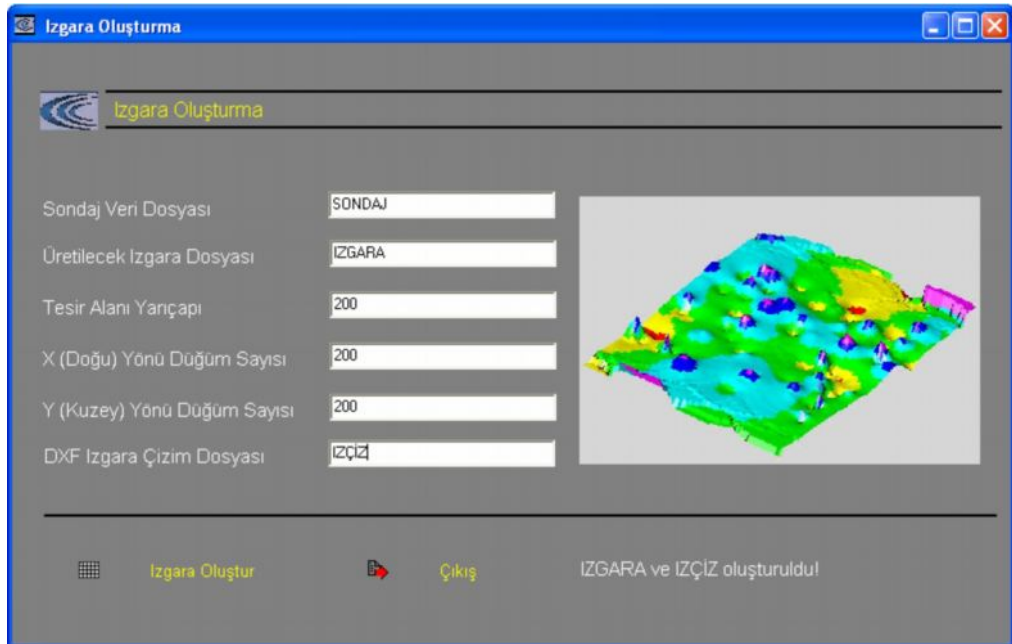 Izgara Oluşturma
Izgara Oluşturma
Sondaj Veri Dosyası SONDAJ
Üretilecek Izgara Dosyası IZGARA
Tesir Alanı Yarıçapı 200
X (Doğu) Yönü Düğüm Sayısı 200
Y (Kuzey) Yönü Düğüm Sayısı 200
DXF Izgara Çizim Dosyası IZÇİZ
Izgara Oluştur Çıkış IZGARA ve IZÇİZ oluşturuldu!